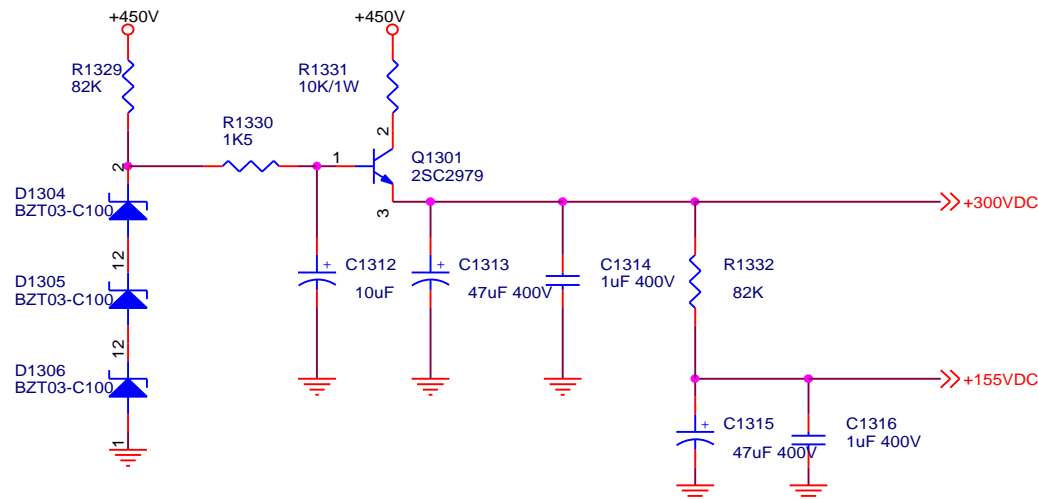 +450V
+450V
R1329
82K
R1331
10K/1W
R1330
1K5
2
2
1
Q1301
2SC2979
3
D1304
BZT03-C100
+300VDC
12
C1312
10uF
C1313
47uF 400V
C1314
1uF 400V
R1332
82K
D1305
BZT03-C100
12
D1306
BZT03-C100
+155VDC
1
C1315
47uF 400V
C1316
1uF 400V